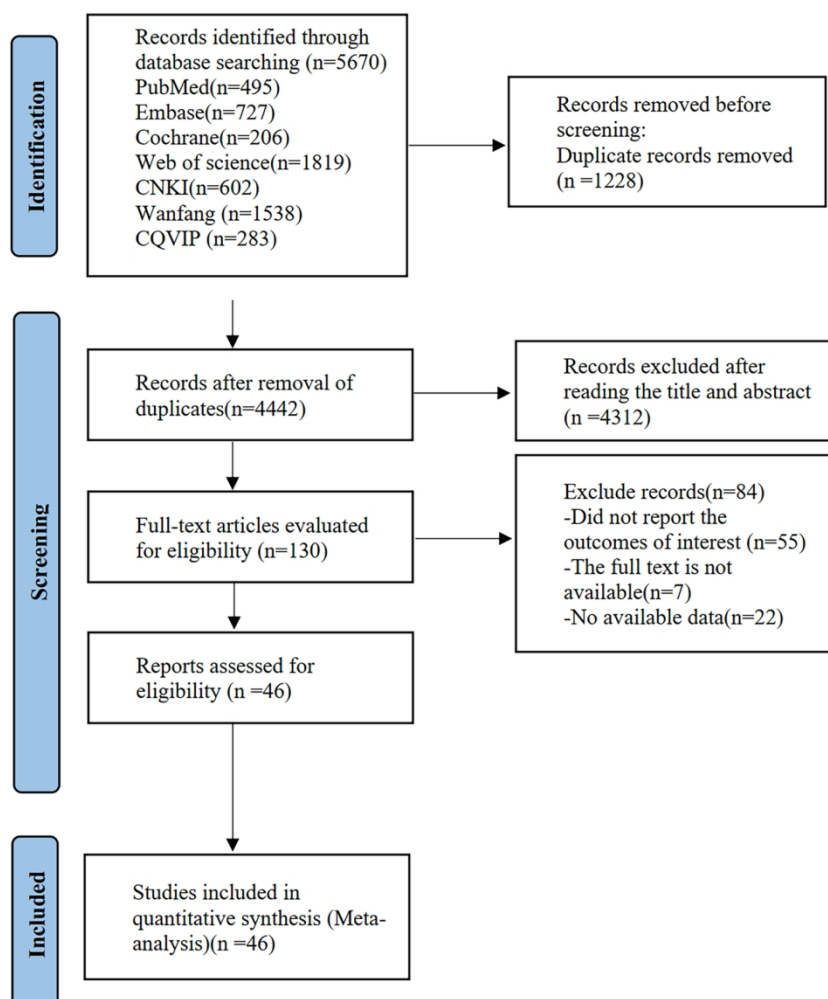 Identification
Records identified through
database searching (n=5670)
PubMed(n=495)
Embase(n=727)
Cochrane(n=206)
Web of science(n=1819)
CNKI(n=602)
Wanfang (n=1538)
CQVIP (n=283)
Records removed before
screening:
Duplicate records removed
(n =1228)
Screening
Records after removal of
duplicates(n=4442)
Records excluded after
reading the title and abstract
(n =4312)
Full-text articles evaluated
for eligibility (n=130)
Exclude records(n=84)
-Did not report the
outcomes of interest (n=55)
-The full text is not
available(n=7)
-No available data(n=22)
Reports assessed for
eligibility (n =46)
Included
Studies included in
quantitative synthesis (Meta-
analysis)(n =46)